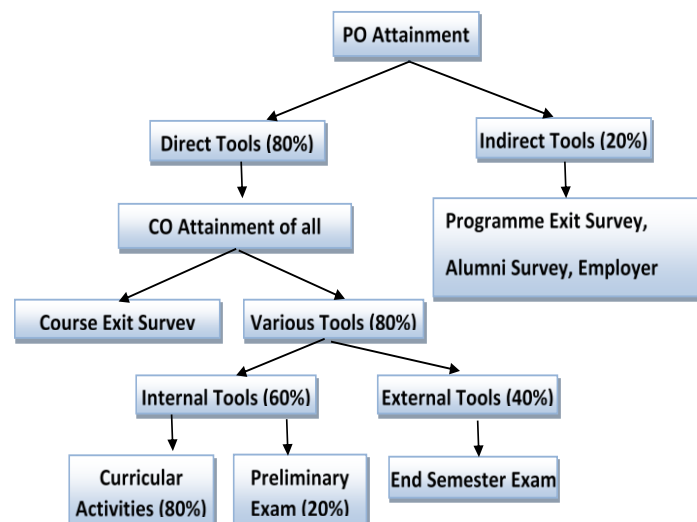 PO Attainment
Direct Tools (80%)
Indirect Tools (20%)
CO Attainment of all
Programme Exit Survey,
Alumni Survey, Employer
Course Exit Survey
Various Tools (80%)
Internal Tools (60%)
External Tools (40%)
Curricular
Activities (80%)
Preliminary
Exam (20%)
End Semester Exam